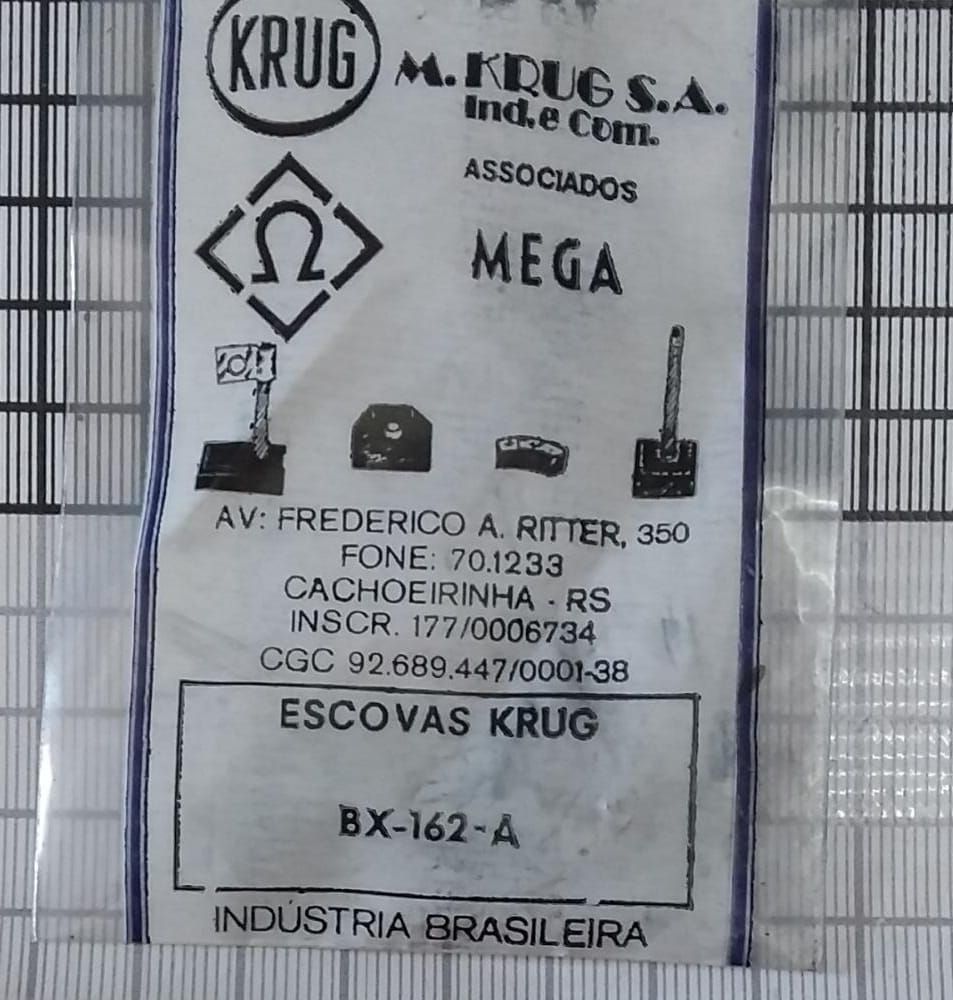 KRUG
M. KRUG S.A.
Ind. e Com.
ASSOCIADOS
Ω
MEGA
AV: FREDERICO A. RITTER, 350
FONE: 70.1233
CACHOEIRINHA - RS
INSCR. 177/0006734
CGC 92.689.447/0001-38
ESCOVAS KRUG
BX-162-A
INDÚSTRIA BRASILEIRA